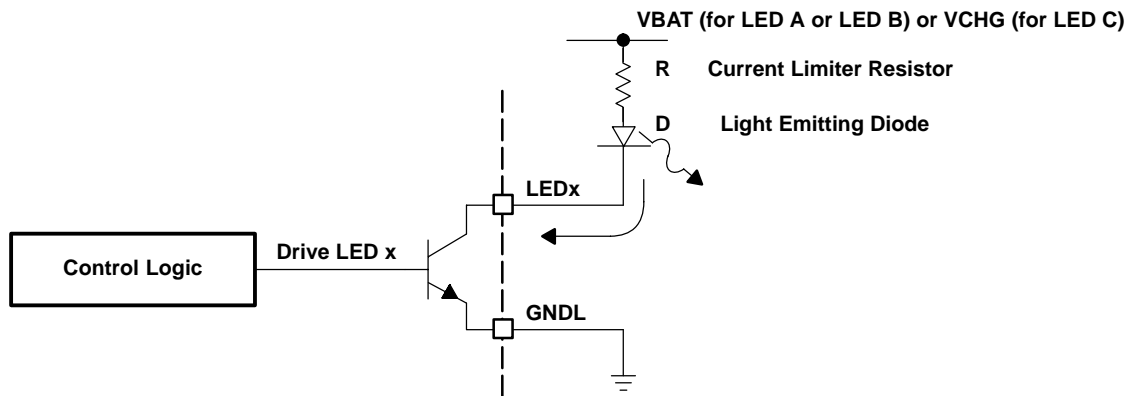 VBAT (for LED A or LED B) or VCHG (for LED C)
R Current Limiter Resistor
D Light Emitting Diode
LEDx
Control Logic
Drive LED x
GNDL